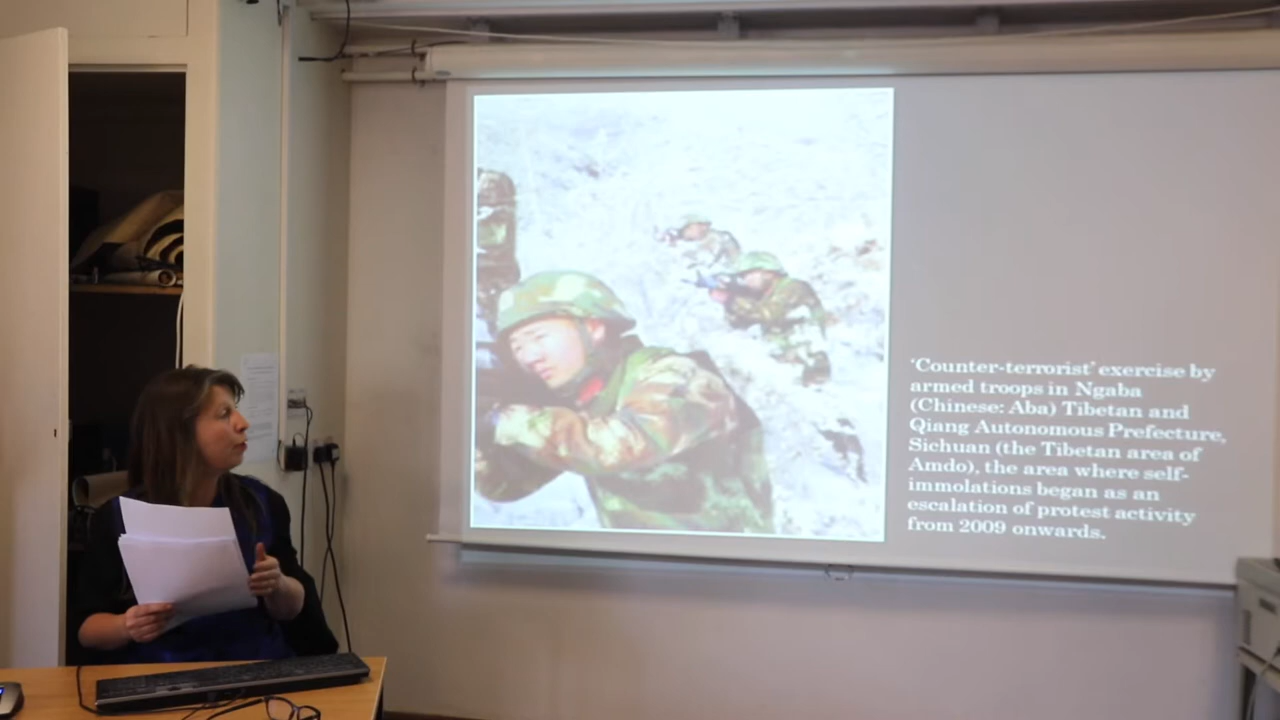 'Counter-terrorist' exercise by
armed troops in Ngaba
(Chinese: Aba) Tibetan and
Qiang Autonomous Prefecture,
Sichuan (the Tibetan area of
Amdo), the area where self-
immolations began as an
escalation of protest activity
from 2009 onwards.